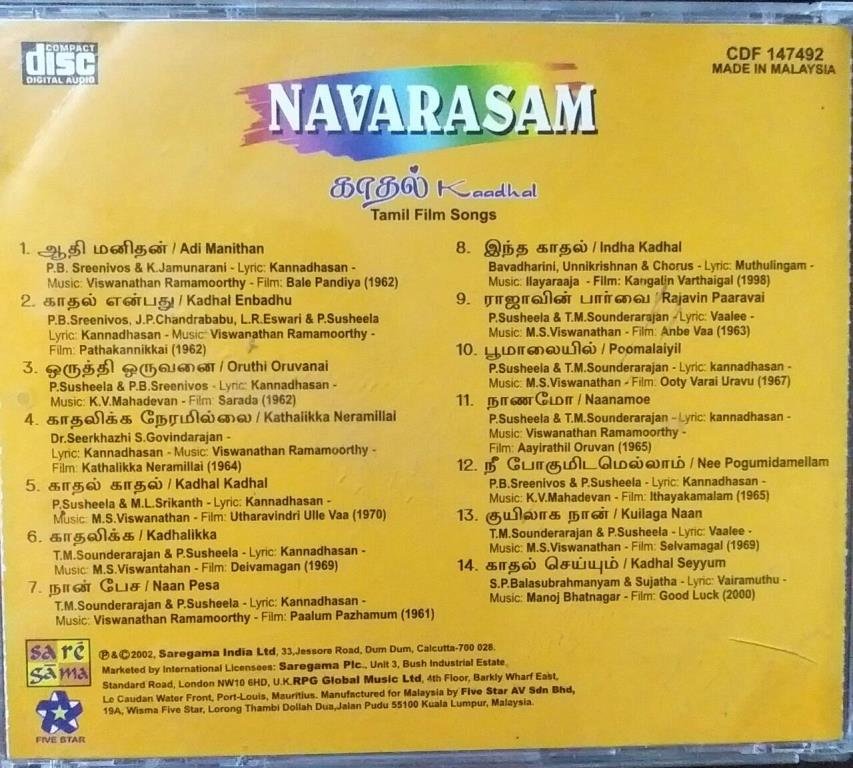 COMPACT
disc
DIGITAL AUDIO
CDF 147492
MADE IN MALAYSIA
NAVARASAM
காதல் Kaadhal
Tamil Film Songs
1. ஆதி மனிதன் / Adi Manithan
P.B. Sreenivos & K.Jamunarani - Lyric: Kannadhasan -
Music: Viswanathan Ramamoorthy - Film: Bale Pandiya (1962)
2. காதல் என்பது / Kadhal Enbadhu
P.B.Sreenivos, J.P.Chandrababu, L.R.Eswari & P.Susheela
Lyric: Kannadhasan - Music: Viswanathan Ramamoorthy -
Film: Pathakannikkai (1962)
3. ஒருத்தி ஒருவனை / Oruthi Oruvanai
P.Susheela & P.B.Sreenivos - Lyric: Kannadhasan -
Music: K.V.Mahadevan - Film: Sarada (1962)
4. காதலிக்க நேரமில்லை / Kathalikka Neramillai
Dr.Seerkhazhi S.Govindarajan -
Lyric: Kannadhasan - Music: Viswanathan Ramamoorthy -
Film: Kathalikka Neramillai (1964)
5. காதல் காதல் / Kadhal Kadhal
P.Susheela & M.L.Srikanth - Lyric: Kannadhasan -
Music: M.S.Viswanathan - Film: Utharavindri Ulle Vaa (1970)
6. காதலிக்க / Kadhalikka
T.M.Sounderarajan & P.Susheela - Lyric: Kannadhasan -
Music: M.S.Viswantahan - Film: Deivamagan (1969)
7. நான் பேச / Naan Pesa
T.M.Sounderarajan & P.Susheela - Lyric: Kannadhasan -
Music: Viswanathan Ramamoorthy - Film: Paalum Pazhamum (1961)
8. இந்த காதல் / Indha Kadhal
Bavadharini, Unnikrishnan & Chorus - Lyric: Muthulingam -
Music: Ilayaraaja - Film: Kangalin Varthaigal (1998)
9. ராஜாவின் பார்வை / Rajavin Paaravai
P.Susheela & T.M.Sounderarajan - Lyric: Vaalee -
Music: M.S.Viswanathan - Film: Anbe Vaa (1963)
10. பூமாலையில் / Poomalaiyil
P.Susheela & T.M.Sounderarajan - Lyric: kannadhasan -
Music: M.S.Viswanathan - Film: Ooty Varai Uravu (1967)
11. நாணமோ / Naanamoe
P.Susheela & T.M.Sounderarajan - Lyric: kannadhasan -
Music: Viswanathan Ramamoorthy -
Film: Aayirathil Oruvan (1965)
12. நீ போகுமிடமெல்லாம் / Nee Pogumidamellam
P.B.Sreenivos & P.Susheela - Lyric: Kannadhasan -
Music: K.V.Mahadevan - Film: Ithayakamalam (1965)
13. குயிலாக நான் / Kuilaga Naan
T.M.Sounderarajan & P.Susheela - Lyric: Vaalee -
Music: M.S.Viswanathan - Film: Selvamagal (1969)
14. காதல் செய்யும் / Kadhal Seyyum
S.P.Balasubrahmanyam & Sujatha - Lyric: Vairamuthu -
Music: Manoj Bhatnagar - Film: Good Luck (2000)
sa rē
gā ma
FIVE STAR
℗&©2002, Saregama India Ltd, 33,Jessore Road, Dum Dum, Calcutta-700 028.
Marketed by International Licensees: Saregama Plc., Unit 3, Bush Industrial Estate,
Standard Road, London NW10 6HD, U.K.RPG Global Music Ltd, 4th Floor, Barkly Wharf East,
Le Caudan Water Front, Port-Louis, Mauritius. Manufactured for Malaysia by Five Star AV Sdn Bhd,
19A, Wisma Five Star, Lorong Thambi Dollah Dua,Jalan Pudu 55100 Kuala Lumpur, Malaysia.